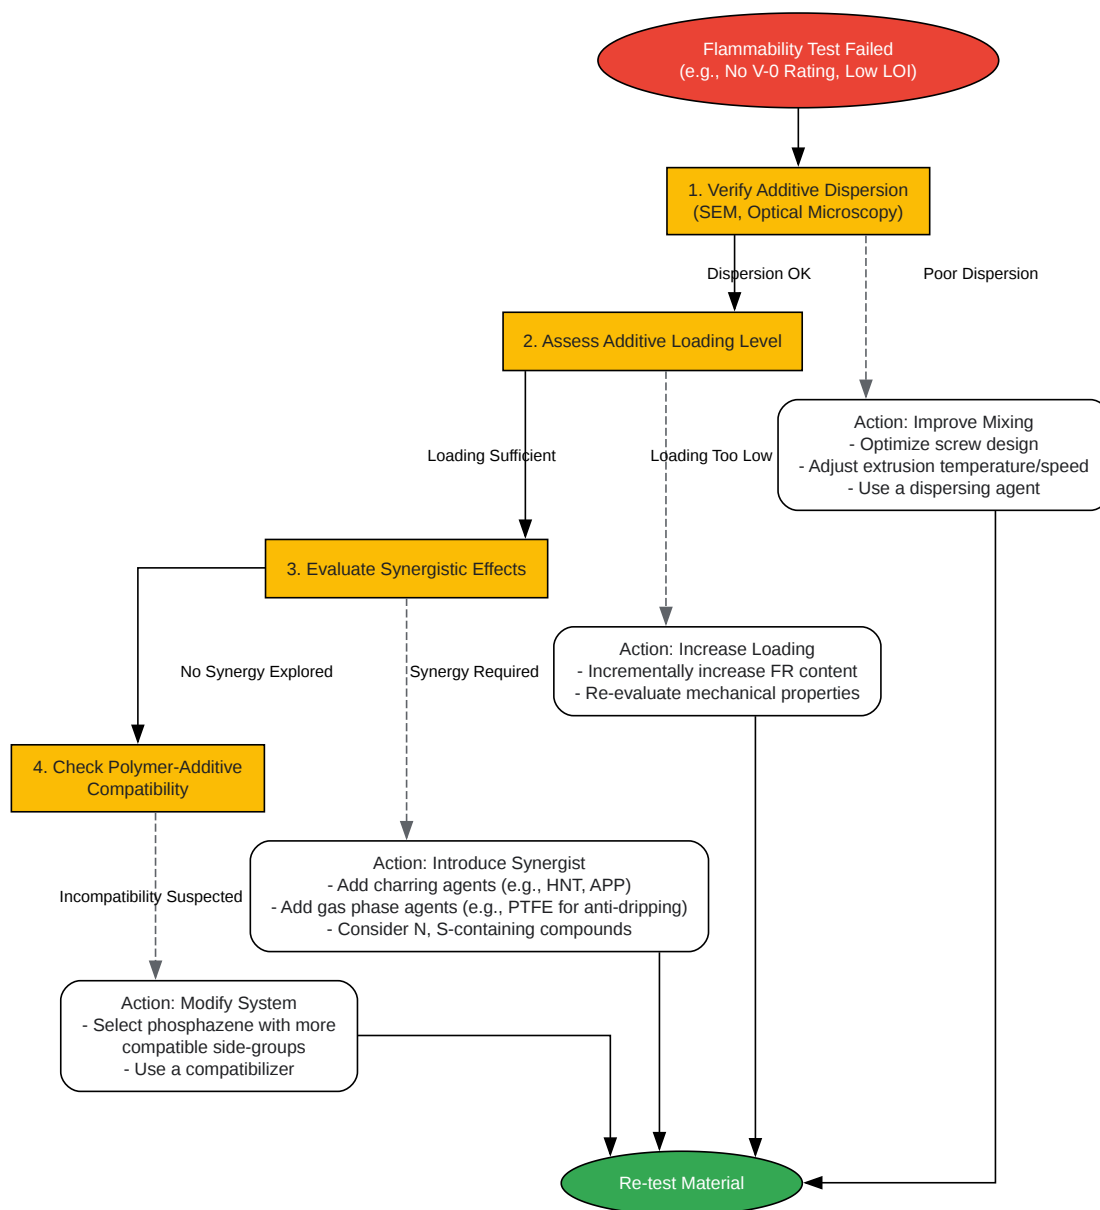 Flammability Test Failed
(e.g., No V-0 Rating, Low LOI)
1. Verify Additive Dispersion
(SEM, Optical Microscopy)
Dispersion OK
Poor Dispersion
2. Assess Additive Loading Level
Action: Improve Mixing
- Optimize screw design
- Adjust extrusion temperature/speed
- Use a dispersing agent
Loading Sufficient
Loading Too Low
3. Evaluate Synergistic Effects
Action: Increase Loading
- Incrementally increase FR content
- Re-evaluate mechanical properties
No Synergy Explored
Synergy Required
4. Check Polymer-Additive
Compatibility
Action: Introduce Synergist
- Add charring agents (e.g., HNT, APP)
- Add gas phase agents (e.g., PTFE for anti-dripping)
- Consider N, S-containing compounds
Incompatibility Suspected
Action: Modify System
- Select phosphazene with more
compatible side-groups
- Use a compatibilizer
Re-test Material